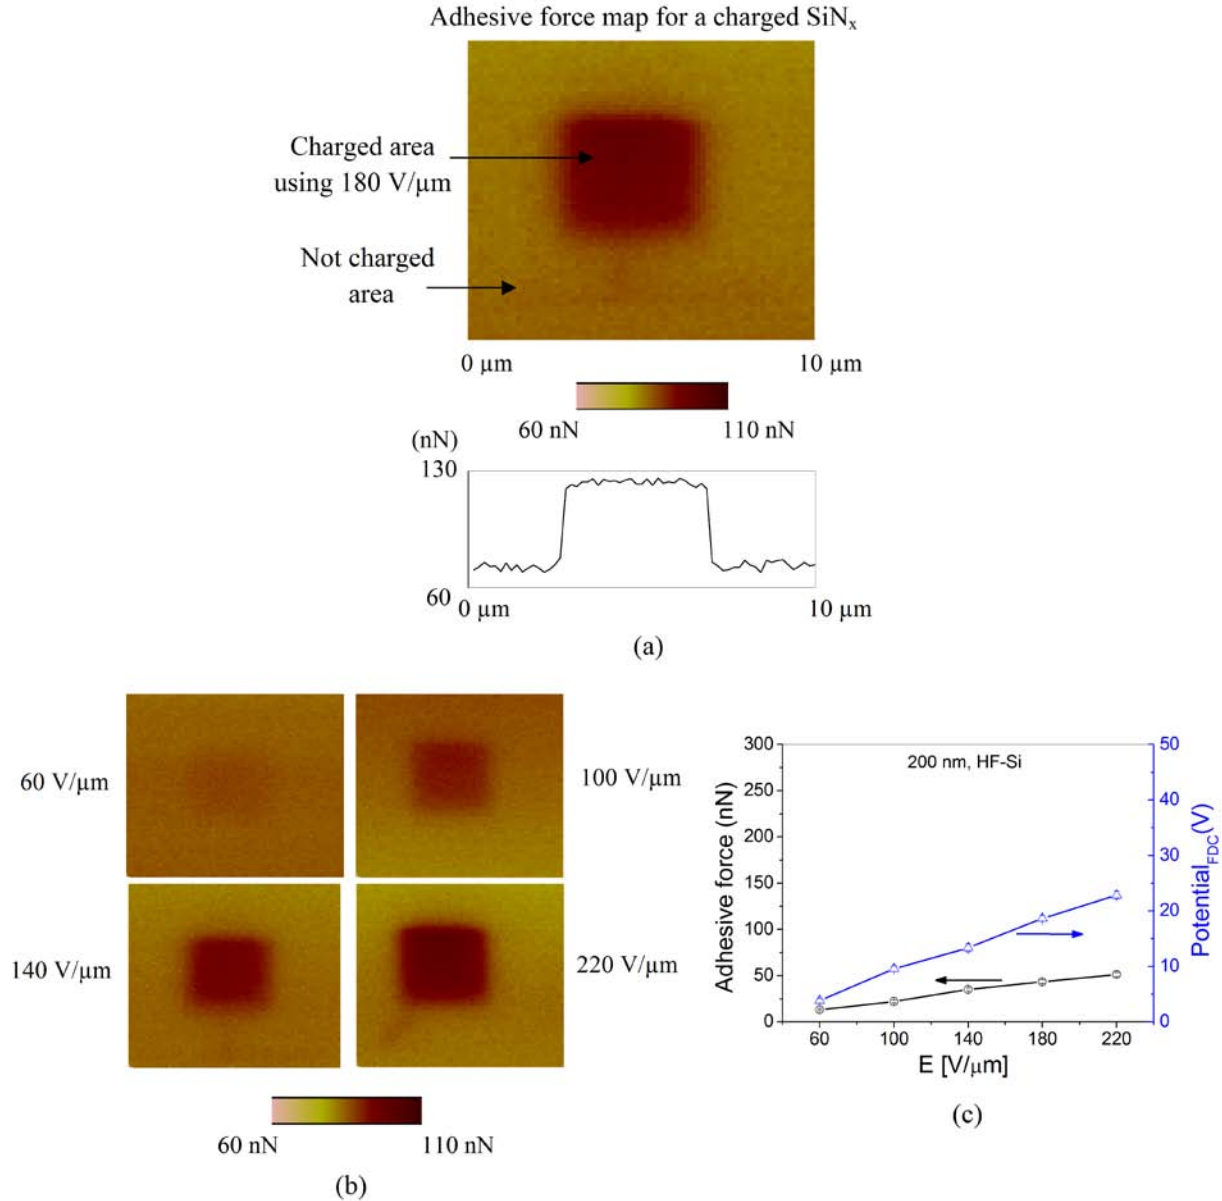 Adhesive force map for a charged SiNₓ
Charged area
using 180 V/µm
Not charged
area
0 µm 10 µm
60 nN 110 nN
(nN)
130
60
0 µm 10 µm
(a)
60 V/µm
100 V/µm
140 V/µm
220 V/µm
60 nN 110 nN
(b)
200 nm, HF-Si
Adhesive force (nN)
300
250
200
150
100
50
0
Potential_FDC(V)
50
40
30
20
10
0
60 100 140 180 220
E [V/µm]
(c)